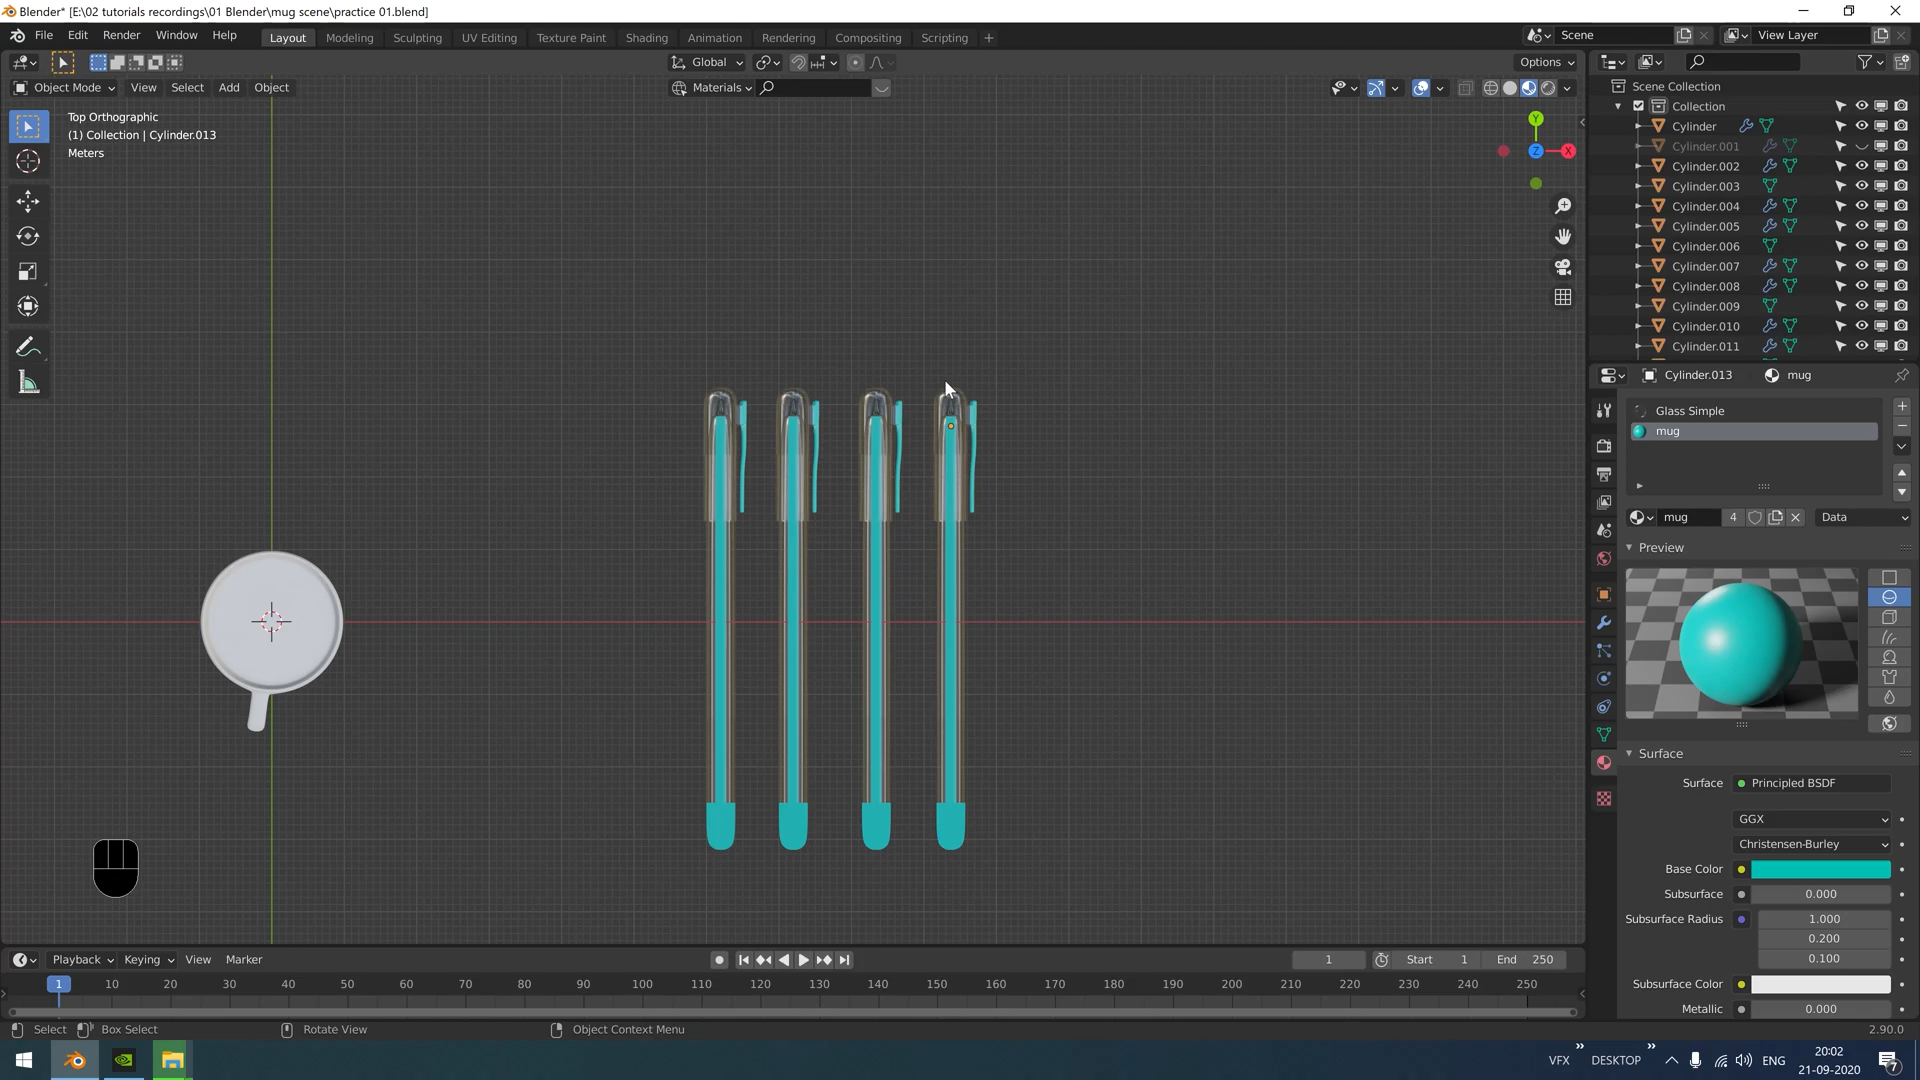 Blender* [E:\02 tutorials recordings\01 Blender\mug scene\practice 01.blend]
File Edit Render Window Help Layout Modeling Sculpting UV Editing Texture Paint Shading Animation Rendering Compositing Scripting + Scene View Layer
Global Options
Object Mode View Select Add Object Materials
Top Orthographic
(1) Collection | Cylinder.013
Meters
Y
Z X
Scene Collection
Collection
Cylinder
Cylinder.001
Cylinder.002
Cylinder.003
Cylinder.004
Cylinder.005
Cylinder.006
Cylinder.007
Cylinder.008
Cylinder.009
Cylinder.010
Cylinder.011
Cylinder.013 mug
Glass Simple
mug
mug 4 Data
Preview
Surface
Surface Principled BSDF
GGX
Christensen-Burley
Base Color
Subsurface 0.000
Subsurface Radius 1.000
0.200
0.100
Subsurface Color
Metallic 0.000
Playback Keying View Marker 1 Start 1 End 250
1 10 20 30 40 50 60 70 80 90 100 110 120 130 140 150 160 170 180 190 200 210 220 230 240 250
Select Box Select Rotate View Object Context Menu 2.90.0
VFX DESKTOP ENG 20:02
21-09-2020 7